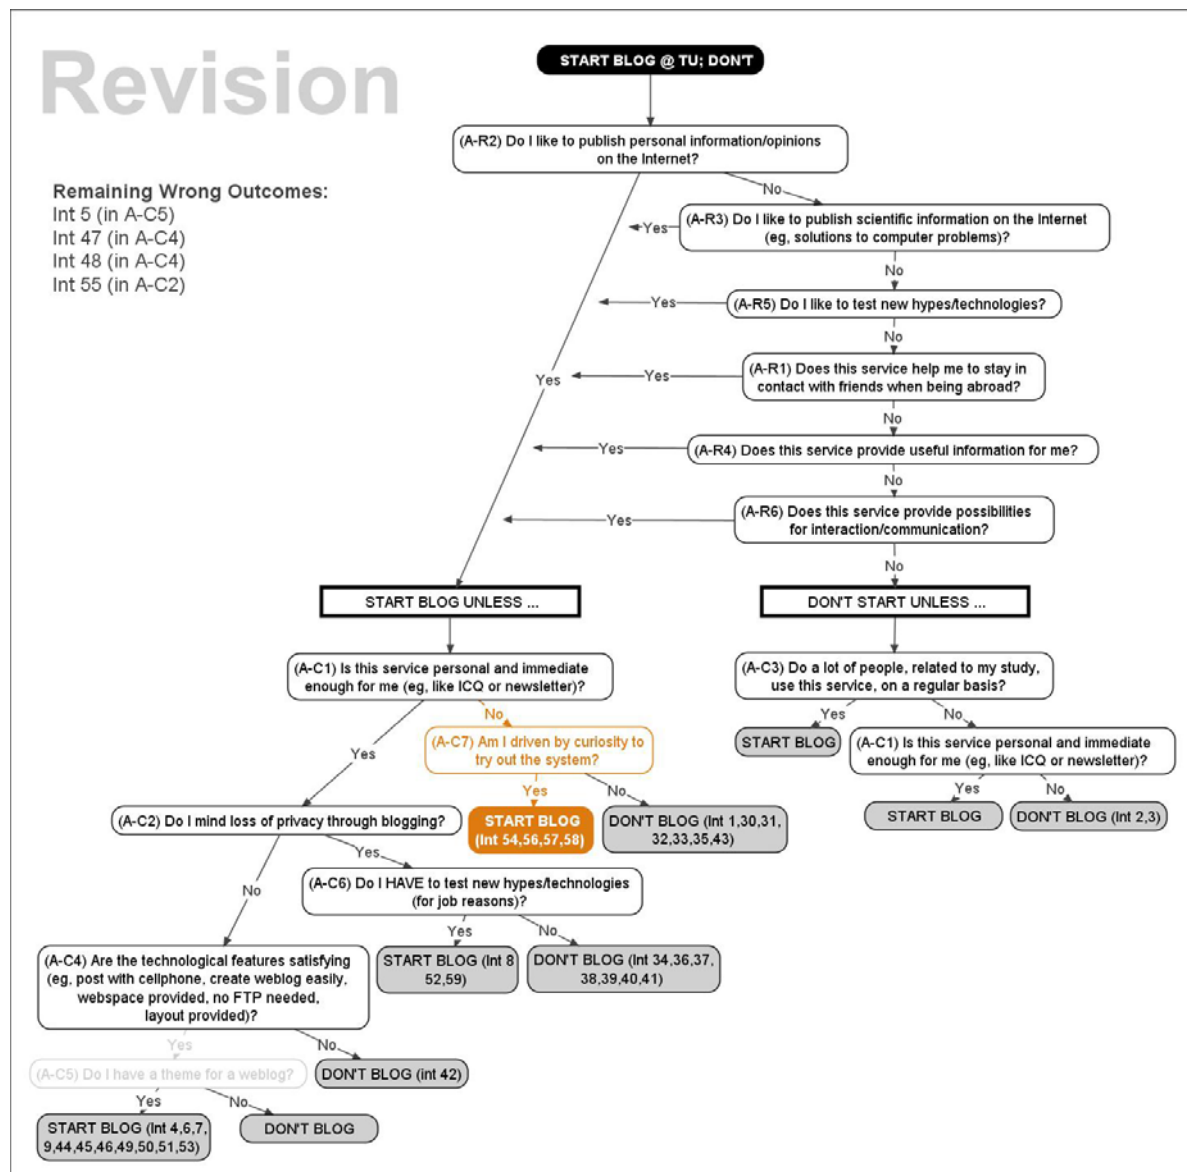 START BLOG @ TU; DON'T
Revision
(A-R2) Do I like to publish personal information/opinions
on the Internet?
No
Remaining Wrong Outcomes:
Int 5 (in A-C5)
Int 47 (in A-C4)
Int 48 (in A-C4)
Int 55 (in A-C2)
(A-R3) Do I like to publish scientific information on the Internet
(eg, solutions to computer problems)?
Yes
No
(A-R5) Do I like to test new hypes/technologies?
Yes
No
(A-R1) Does this service help me to stay in
contact with friends when being abroad?
Yes
Yes
No
(A-R4) Does this service provide useful information for me?
Yes
No
(A-R6) Does this service provide possibilities
for interaction/communication?
Yes
No
START BLOG UNLESS ...
DON'T START UNLESS ...
(A-C1) Is this service personal and immediate
enough for me (eg, like ICQ or newsletter)?
(A-C3) Do a lot of people, related to my study,
use this service, on a regular basis?
No
Yes
No
(A-C7) Am I driven by curiosity to
try out the system?
START BLOG
(A-C1) Is this service personal and immediate
enough for me (eg, like ICQ or newsletter)?
Yes
Yes
No
Yes
No
(A-C2) Do I mind loss of privacy through blogging?
START BLOG
(Int 54,56,57,58)
DON'T BLOG (Int 1,30,31,
32,33,35,43)
START BLOG
DON'T BLOG (Int 2,3)
Yes
No
(A-C6) Do I HAVE to test new hypes/technologies
(for job reasons)?
Yes
No
(A-C4) Are the technological features satisfying
(eg, post with cellphone, create weblog easily,
webspace provided, no FTP needed,
layout provided)?
START BLOG (Int 8
52,59)
DON'T BLOG (Int 34,36,37,
38,39,40,41)
Yes
No
(A-C5) Do I have a theme for a weblog?
DON'T BLOG (int 42)
Yes
No
START BLOG (Int 4,6,7,
9,44,45,46,49,50,51,53)
DON'T BLOG